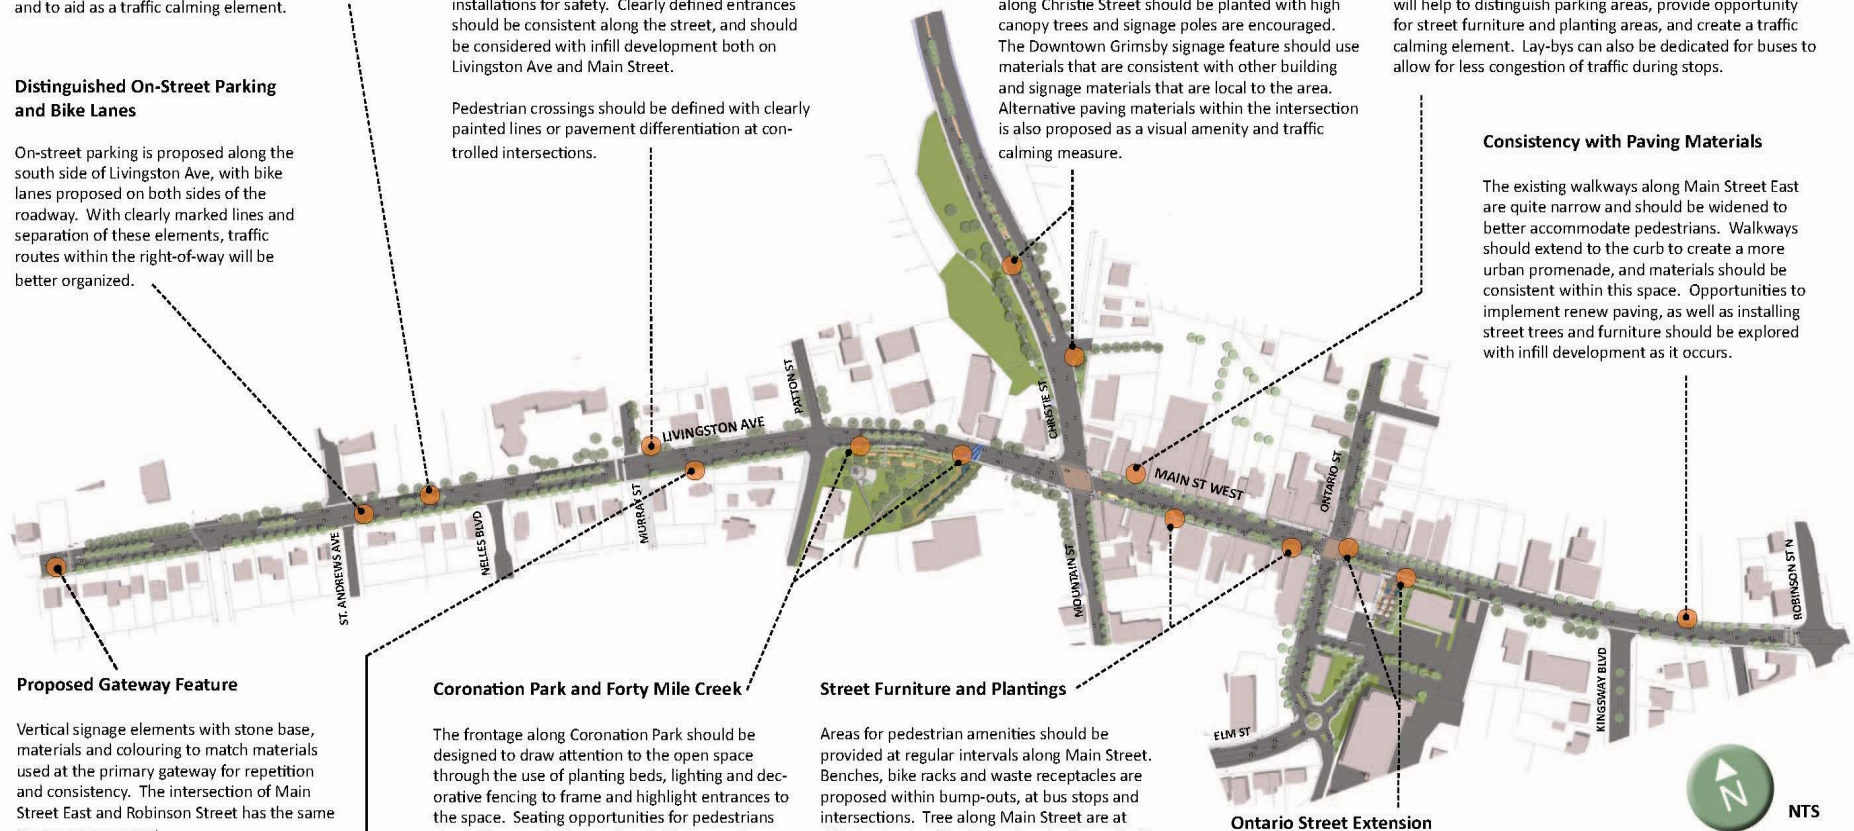 and to aid as a traffic calming element.
Distinguished On-Street Parking
and Bike Lanes
On-street parking is proposed along the
south side of Livingston Ave, with bike
lanes proposed on both sides of the
roadway. With clearly marked lines and
separation of these elements, traffic
routes within the right-of-way will be
better organized.
installations for safety. Clearly defined entrances
should be consistent along the street, and should
be considered with infill development both on
Livingston Ave and Main Street.
Pedestrian crossings should be defined with clearly
painted lines or pavement differentiation at con-
trolled intersections.
along Christie Street should be planted with high
canopy trees and signage poles are encouraged.
The Downtown Grimsby signage feature should use
materials that are consistent with other building
and signage materials that are local to the area.
Alternative paving materials within the intersection
is also proposed as a visual amenity and traffic
calming measure.
will help to distinguish parking areas, provide opportunity
for street furniture and planting areas, and create a traffic
calming element. Lay-bys can also be dedicated for buses to
allow for less congestion of traffic during stops.
Consistency with Paving Materials
The existing walkways along Main Street East
are quite narrow and should be widened to
better accommodate pedestrians. Walkways
should extend to the curb to create a more
urban promenade, and materials should be
consistent within this space. Opportunities to
implement renew paving, as well as installing
street trees and furniture should be explored
with infill development as it occurs.
PATTON ST
LIVINGSTON AVE
CHRISTIE ST
MAIN ST WEST
ONTARIO ST
MURRAY ST
NELLES BLVD
ST. ANDREWS AVE
MOUNTAIN ST
ROBINSON ST N
KINGSWAY BLVD
ELM ST
Proposed Gateway Feature
Vertical signage elements with stone base,
materials and colouring to match materials
used at the primary gateway for repetition
and consistency. The intersection of Main
Street East and Robinson Street has the same
Coronation Park and Forty Mile Creek
The frontage along Coronation Park should be
designed to draw attention to the open space
through the use of planting beds, lighting and dec-
orative fencing to frame and highlight entrances to
the space. Seating opportunities for pedestrians
Street Furniture and Plantings
Areas for pedestrian amenities should be
provided at regular intervals along Main Street.
Benches, bike racks and waste receptacles are
proposed within bump-outs, at bus stops and
intersections. Tree along Main Street are at
Ontario Street Extension
N
NTS